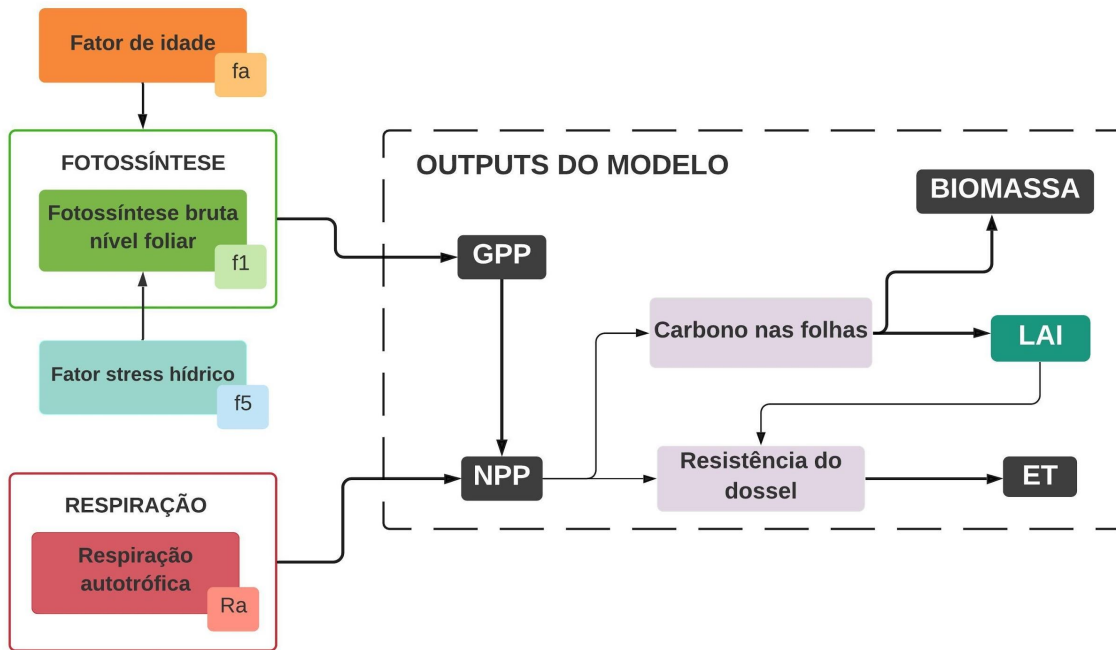 Fator de idade
fa
FOTOSSÍNTESE
Fotossíntese bruta
nível foliar
f1
Fator stress hídrico
f5
RESPIRAÇÃO
Respiração
autotrófica
Ra
OUTPUTS DO MODELO
BIOMASSA
GPP
Carbono nas folhas
LAI
NPP
Resistência do
dossel
ET